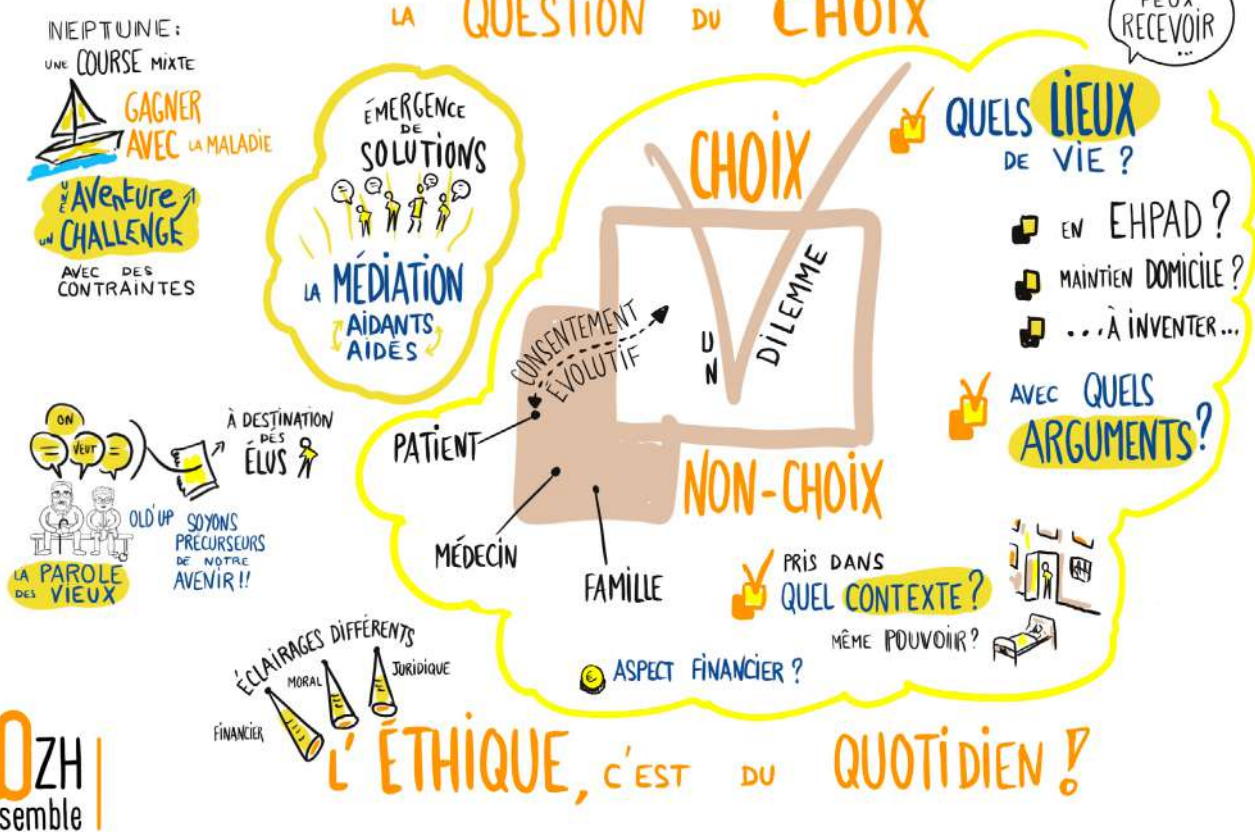 LA QUESTION DU CHOIX
PEUX
RECEVOIR
...
NEPTUNE:
UNE COURSE MIXTE
GAGNER
AVEC LA MALADIE
UNE AVENTURE
UN CHALLENGE
AVEC DES
CONTRAINTES
ÉMERGENCE
DE
SOLUTIONS
LA MÉDIATION
AIDANTS
AIDÉS
CHOIX
UN
DILEMME
CONSENTEMENT
ÉVOLUTIF
PATIENT
MÉDECIN
FAMILLE
NON-CHOIX
QUELS LIEUX
DE VIE ?
EN EHPAD ?
MAINTIEN DOMICILE ?
...À INVENTER...
AVEC QUELS
ARGUMENTS ?
PRIS DANS
QUEL CONTEXTE ?
MÊME POUVOIR ?
€ ASPECT FINANCIER ?
ON
VEUT
=
=
À DESTINATION
DES
ÉLUS
OLD'UP
SOYONS
PRÉCURSEURS
DE NOTRE
AVENIR !!
LA PAROLE
DES VIEUX
ÉCLAIRAGES DIFFÉRENTS
FINANCIER
MORAL
JURIDIQUE
L'ÉTHIQUE, C'EST DU QUOTIDIEN !
OZH
semble